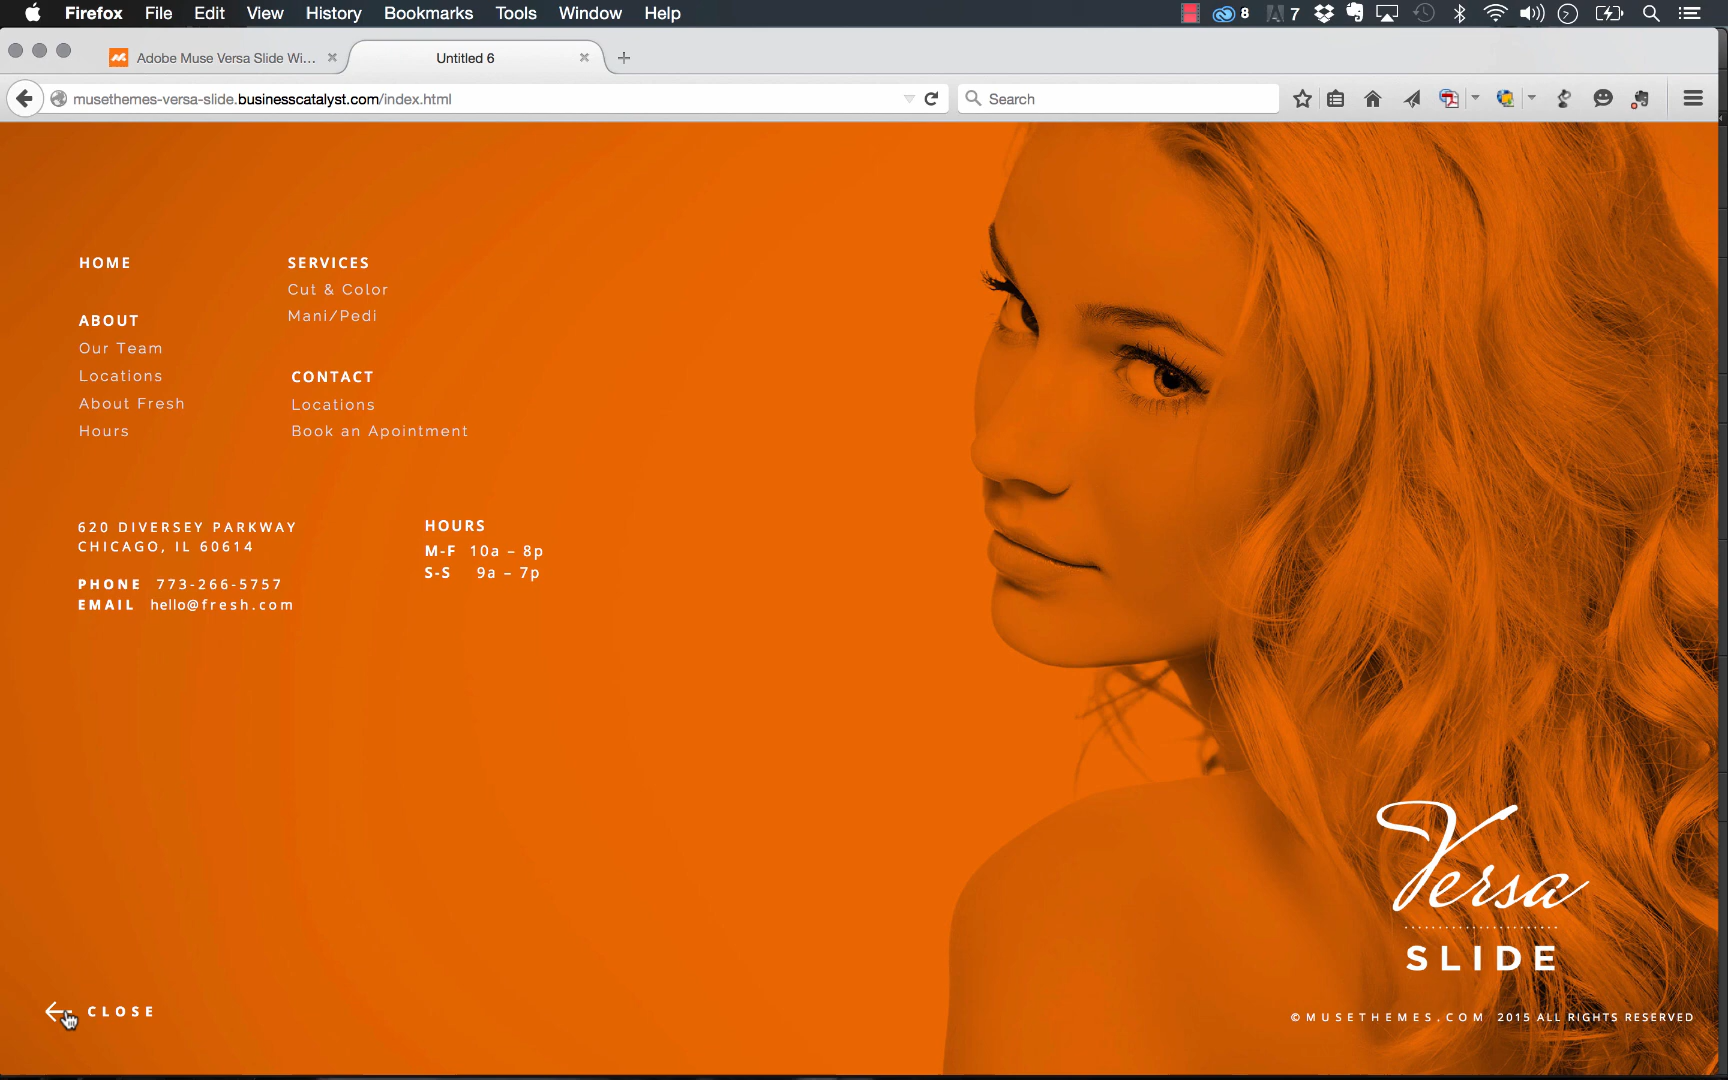 Firefox File Edit View History Bookmarks Tools Window Help 8 7
Adobe Muse Versa Slide Wi...
Untitled 6
musethemes-versa-slide.businesscatalyst.com/index.html
Search
HOME
ABOUT
Our Team
Locations
About Fresh
Hours
SERVICES
Cut & Color
Mani/Pedi
CONTACT
Locations
Book an Apointment
620 DIVERSEY PARKWAY
CHICAGO, IL 60614
PHONE 773-266-5757
EMAIL hello@fresh.com
HOURS
M-F 10a – 8p
S-S 9a – 7p
Versa
SLIDE
CLOSE
©MUSETHEMES.COM 2015 ALL RIGHTS RESERVED